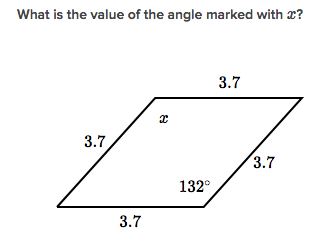 What is the value of the angle marked with x?
3.7
x
3.7
3.7
132°
3.7